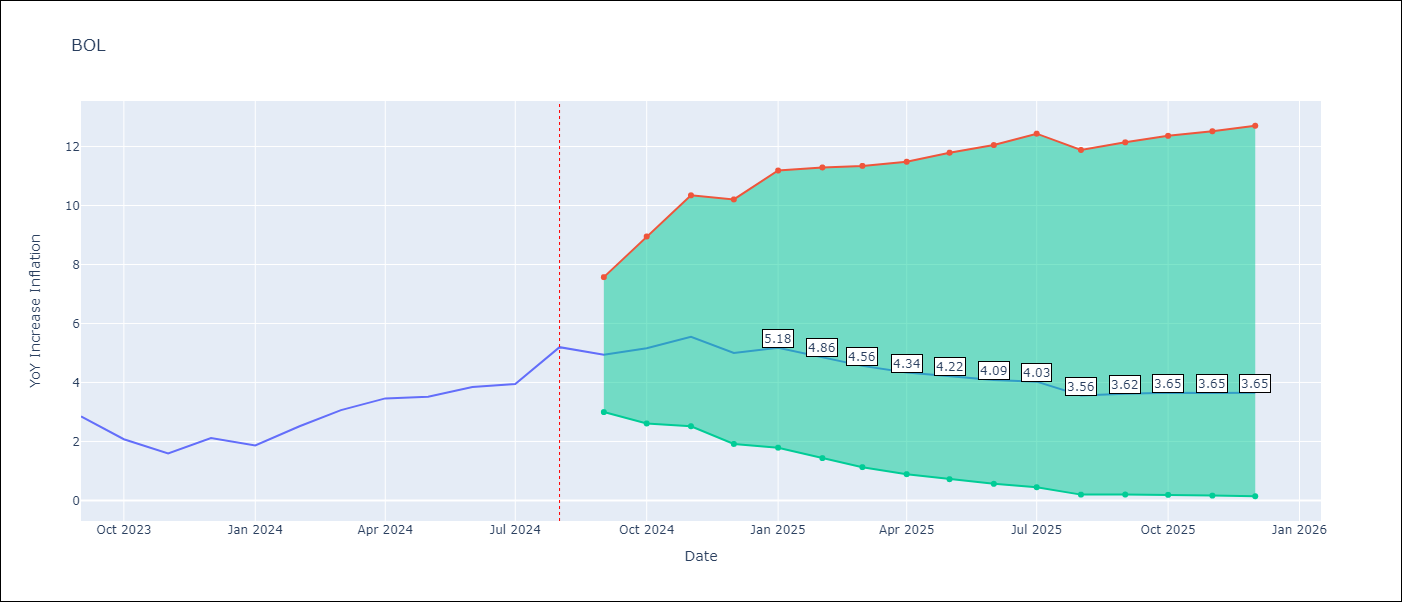 BOL
YoY Increase Inflation
12
10
8
6
4
2
0
5.18
4.86
4.56
4.34
4.22
4.09
4.03
3.56
3.62
3.65
3.65
3.65
Oct 2023
Jan 2024
Apr 2024
Jul 2024
Oct 2024
Jan 2025
Apr 2025
Jul 2025
Oct 2025
Jan 2026
Date